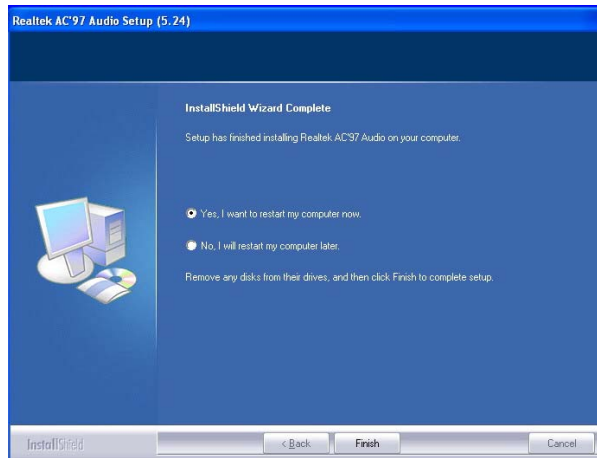 Realtek AC'97 Audio Setup (5.24)
InstallShield Wizard Complete
Setup has finished installing Realtek AC'97 Audio on your computer.
Yes, I want to restart my computer now.
No, I will restart my computer later.
Remove any disks from their drives, and then click Finish to complete setup.
InstallShield
< Back Finish Cancel